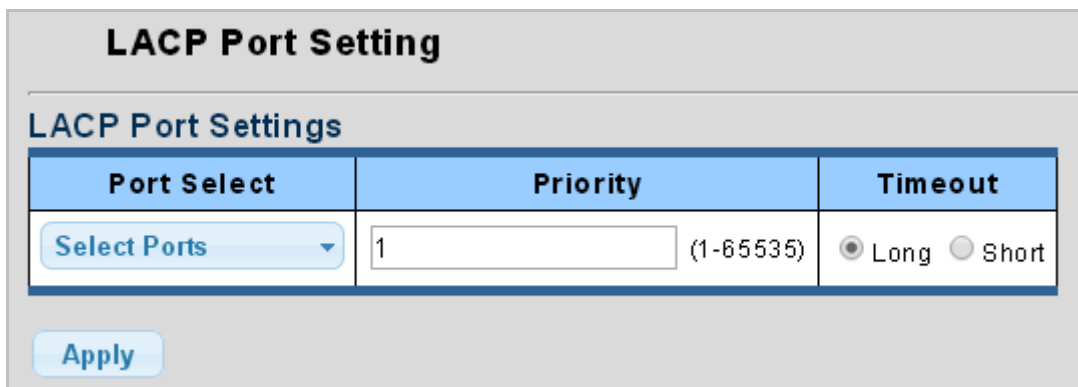 LACP Port Setting
LACP Port Settings
Port Select Priority Timeout
Select Ports 1 (1-65535) Long Short
Apply